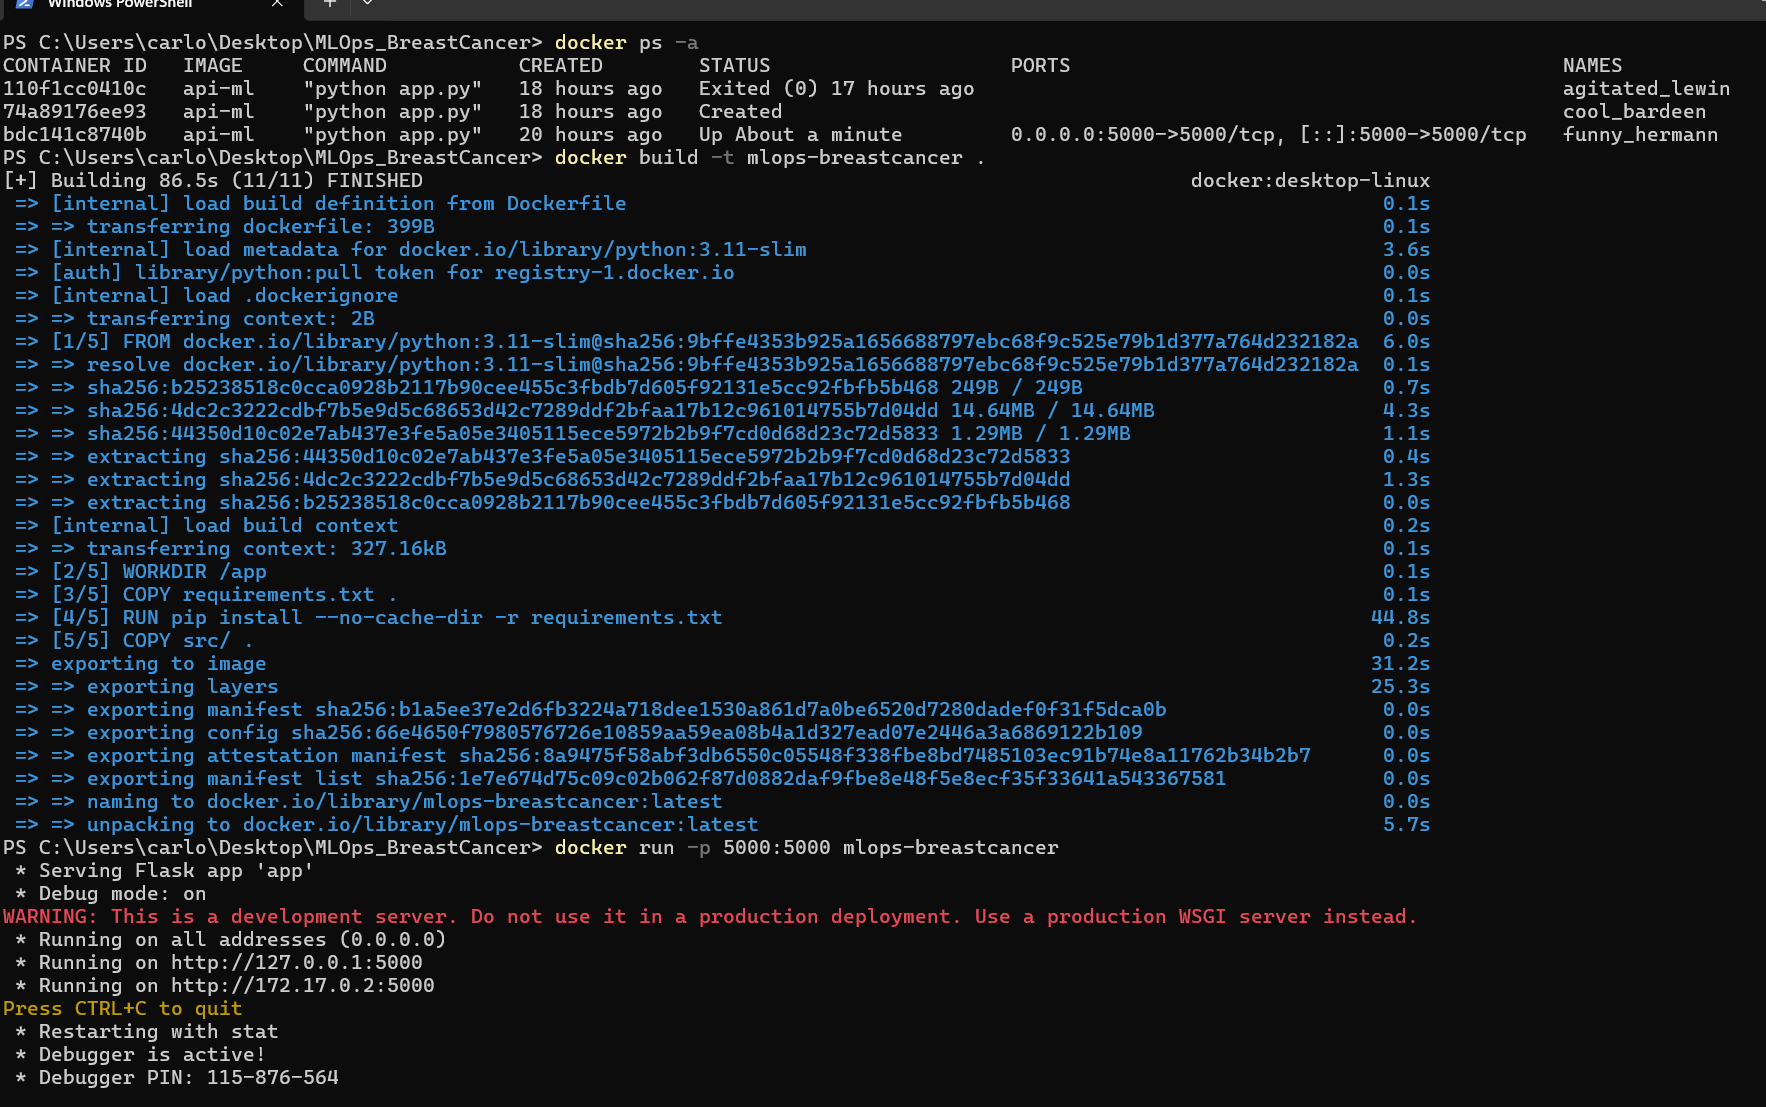 Windows PowerShell
PS C:\Users\carlo\Desktop\MLOps_BreastCancer> docker ps -a
CONTAINER ID   IMAGE     COMMAND           CREATED        STATUS                    PORTS                                         NAMES
110f1cc0410c   api-ml    "python app.py"   18 hours ago   Exited (0) 17 hours ago                                                 agitated_lewin
74a89176ee93   api-ml    "python app.py"   18 hours ago   Created                                                                 cool_bardeen
bdc141c8740b   api-ml    "python app.py"   20 hours ago   Up About a minute         0.0.0.0:5000->5000/tcp, [::]:5000->5000/tcp   funny_hermann
PS C:\Users\carlo\Desktop\MLOps_BreastCancer> docker build -t mlops-breastcancer .
[+] Building 86.5s (11/11) FINISHED                                                                docker:desktop-linux
 => [internal] load build definition from Dockerfile                                                               0.1s
 => => transferring dockerfile: 399B                                                                               0.1s
 => [internal] load metadata for docker.io/library/python:3.11-slim                                                3.6s
 => [auth] library/python:pull token for registry-1.docker.io                                                      0.0s
 => [internal] load .dockerignore                                                                                  0.1s
 => => transferring context: 2B                                                                                    0.0s
 => [1/5] FROM docker.io/library/python:3.11-slim@sha256:9bffe4353b925a1656688797ebc68f9c525e79b1d377a764d232182a  6.0s
 => => resolve docker.io/library/python:3.11-slim@sha256:9bffe4353b925a1656688797ebc68f9c525e79b1d377a764d232182a  0.1s
 => => sha256:b25238518c0cca0928b2117b90cee455c3fbdb7d605f92131e5cc92fbfb5b468 249B / 249B                         0.7s
 => => sha256:4dc2c3222cdbf7b5e9d5c68653d42c7289ddf2bfaa17b12c961014755b7d04dd 14.64MB / 14.64MB                   4.3s
 => => sha256:44350d10c02e7ab437e3fe5a05e3405115ece5972b2b9f7cd0d68d23c72d5833 1.29MB / 1.29MB                     1.1s
 => => extracting sha256:44350d10c02e7ab437e3fe5a05e3405115ece5972b2b9f7cd0d68d23c72d5833                          0.4s
 => => extracting sha256:4dc2c3222cdbf7b5e9d5c68653d42c7289ddf2bfaa17b12c961014755b7d04dd                          1.3s
 => => extracting sha256:b25238518c0cca0928b2117b90cee455c3fbdb7d605f92131e5cc92fbfb5b468                          0.0s
 => [internal] load build context                                                                                  0.2s
 => => transferring context: 327.16kB                                                                              0.1s
 => [2/5] WORKDIR /app                                                                                             0.1s
 => [3/5] COPY requirements.txt .                                                                                  0.1s
 => [4/5] RUN pip install --no-cache-dir -r requirements.txt                                                      44.8s
 => [5/5] COPY src/ .                                                                                              0.2s
 => exporting to image                                                                                            31.2s
 => => exporting layers                                                                                           25.3s
 => => exporting manifest sha256:b1a5ee37e2d6fb3224a718dee1530a861d7a0be6520d7280dadef0f31f5dca0b                  0.0s
 => => exporting config sha256:66e4650f7980576726e10859aa59ea08b4a1d327ead07e2446a3a6869122b109                    0.0s
 => => exporting attestation manifest sha256:8a9475f58abf3db6550c05548f338fbe8bd7485103ec91b74e8a11762b34b2b7      0.0s
 => => exporting manifest list sha256:1e7e674d75c09c02b062f87d0882daf9fbe8e48f5e8ecf35f33641a543367581             0.0s
 => => naming to docker.io/library/mlops-breastcancer:latest                                                       0.0s
 => => unpacking to docker.io/library/mlops-breastcancer:latest                                                    5.7s
PS C:\Users\carlo\Desktop\MLOps_BreastCancer> docker run -p 5000:5000 mlops-breastcancer
 * Serving Flask app 'app'
 * Debug mode: on
WARNING: This is a development server. Do not use it in a production deployment. Use a production WSGI server instead.
 * Running on all addresses (0.0.0.0)
 * Running on http://127.0.0.1:5000
 * Running on http://172.17.0.2:5000
Press CTRL+C to quit
 * Restarting with stat
 * Debugger is active!
 * Debugger PIN: 115-876-564